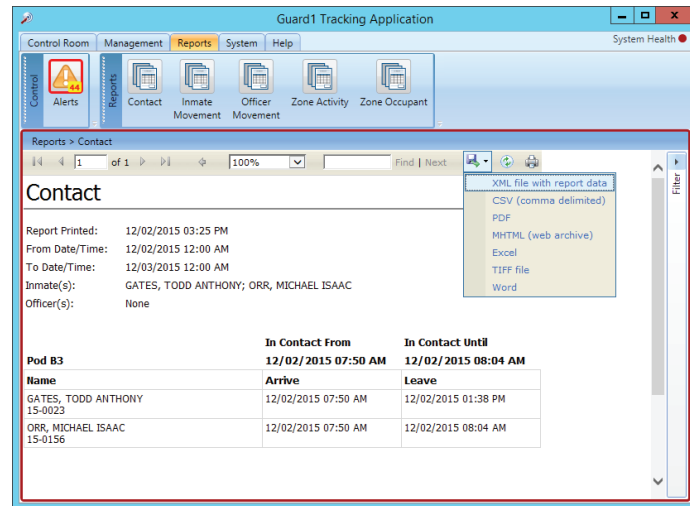 Guard1 Tracking Application
Control Room Management Reports System Help System Health
Control
44
Alerts
Reports
Contact
Inmate Movement
Officer Movement
Zone Activity
Zone Occupant
Reports > Contact
1 of 1 100% Find | Next
Filter
XML file with report data
CSV (comma delimited)
PDF
MHTML (web archive)
Excel
TIFF file
Word
Contact
Report Printed: 12/02/2015 03:25 PM
From Date/Time: 12/02/2015 12:00 AM
To Date/Time: 12/03/2015 12:00 AM
Inmate(s): GATES, TODD ANTHONY; ORR, MICHAEL ISAAC
Officer(s): None
In Contact From In Contact Until
Pod B3 12/02/2015 07:50 AM 12/02/2015 08:04 AM
Name Arrive Leave
GATES, TODD ANTHONY 12/02/2015 07:50 AM 12/02/2015 01:38 PM
15-0023
ORR, MICHAEL ISAAC 12/02/2015 07:50 AM 12/02/2015 08:04 AM
15-0156